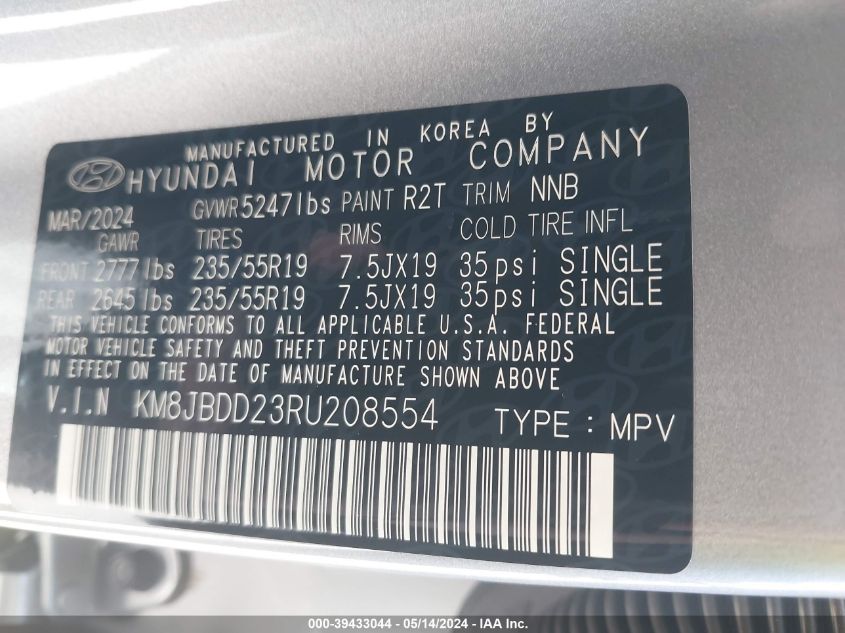 MANUFACTURED IN KOREA BY
HYUNDAI MOTOR COMPANY
MAR/2024 GVWR 5247lbs PAINT R2T TRIM NNB
GAWR TIRES RIMS COLD TIRE INFL
FRONT 2777lbs 235/55R19 7.5JX19 35psi SINGLE
REAR 2645lbs 235/55R19 7.5JX19 35psi SINGLE
THIS VEHICLE CONFORMS TO ALL APPLICABLE U.S.A. FEDERAL
MOTOR VEHICLE SAFETY AND THEFT PREVENTION STANDARDS
IN EFFECT ON THE DATE OF MANUFACTURE SHOWN ABOVE
V.I.N KM8JBDD23RU208554 TYPE : MPV
000-39433044 / 05/14/2024 - IAA Inc.